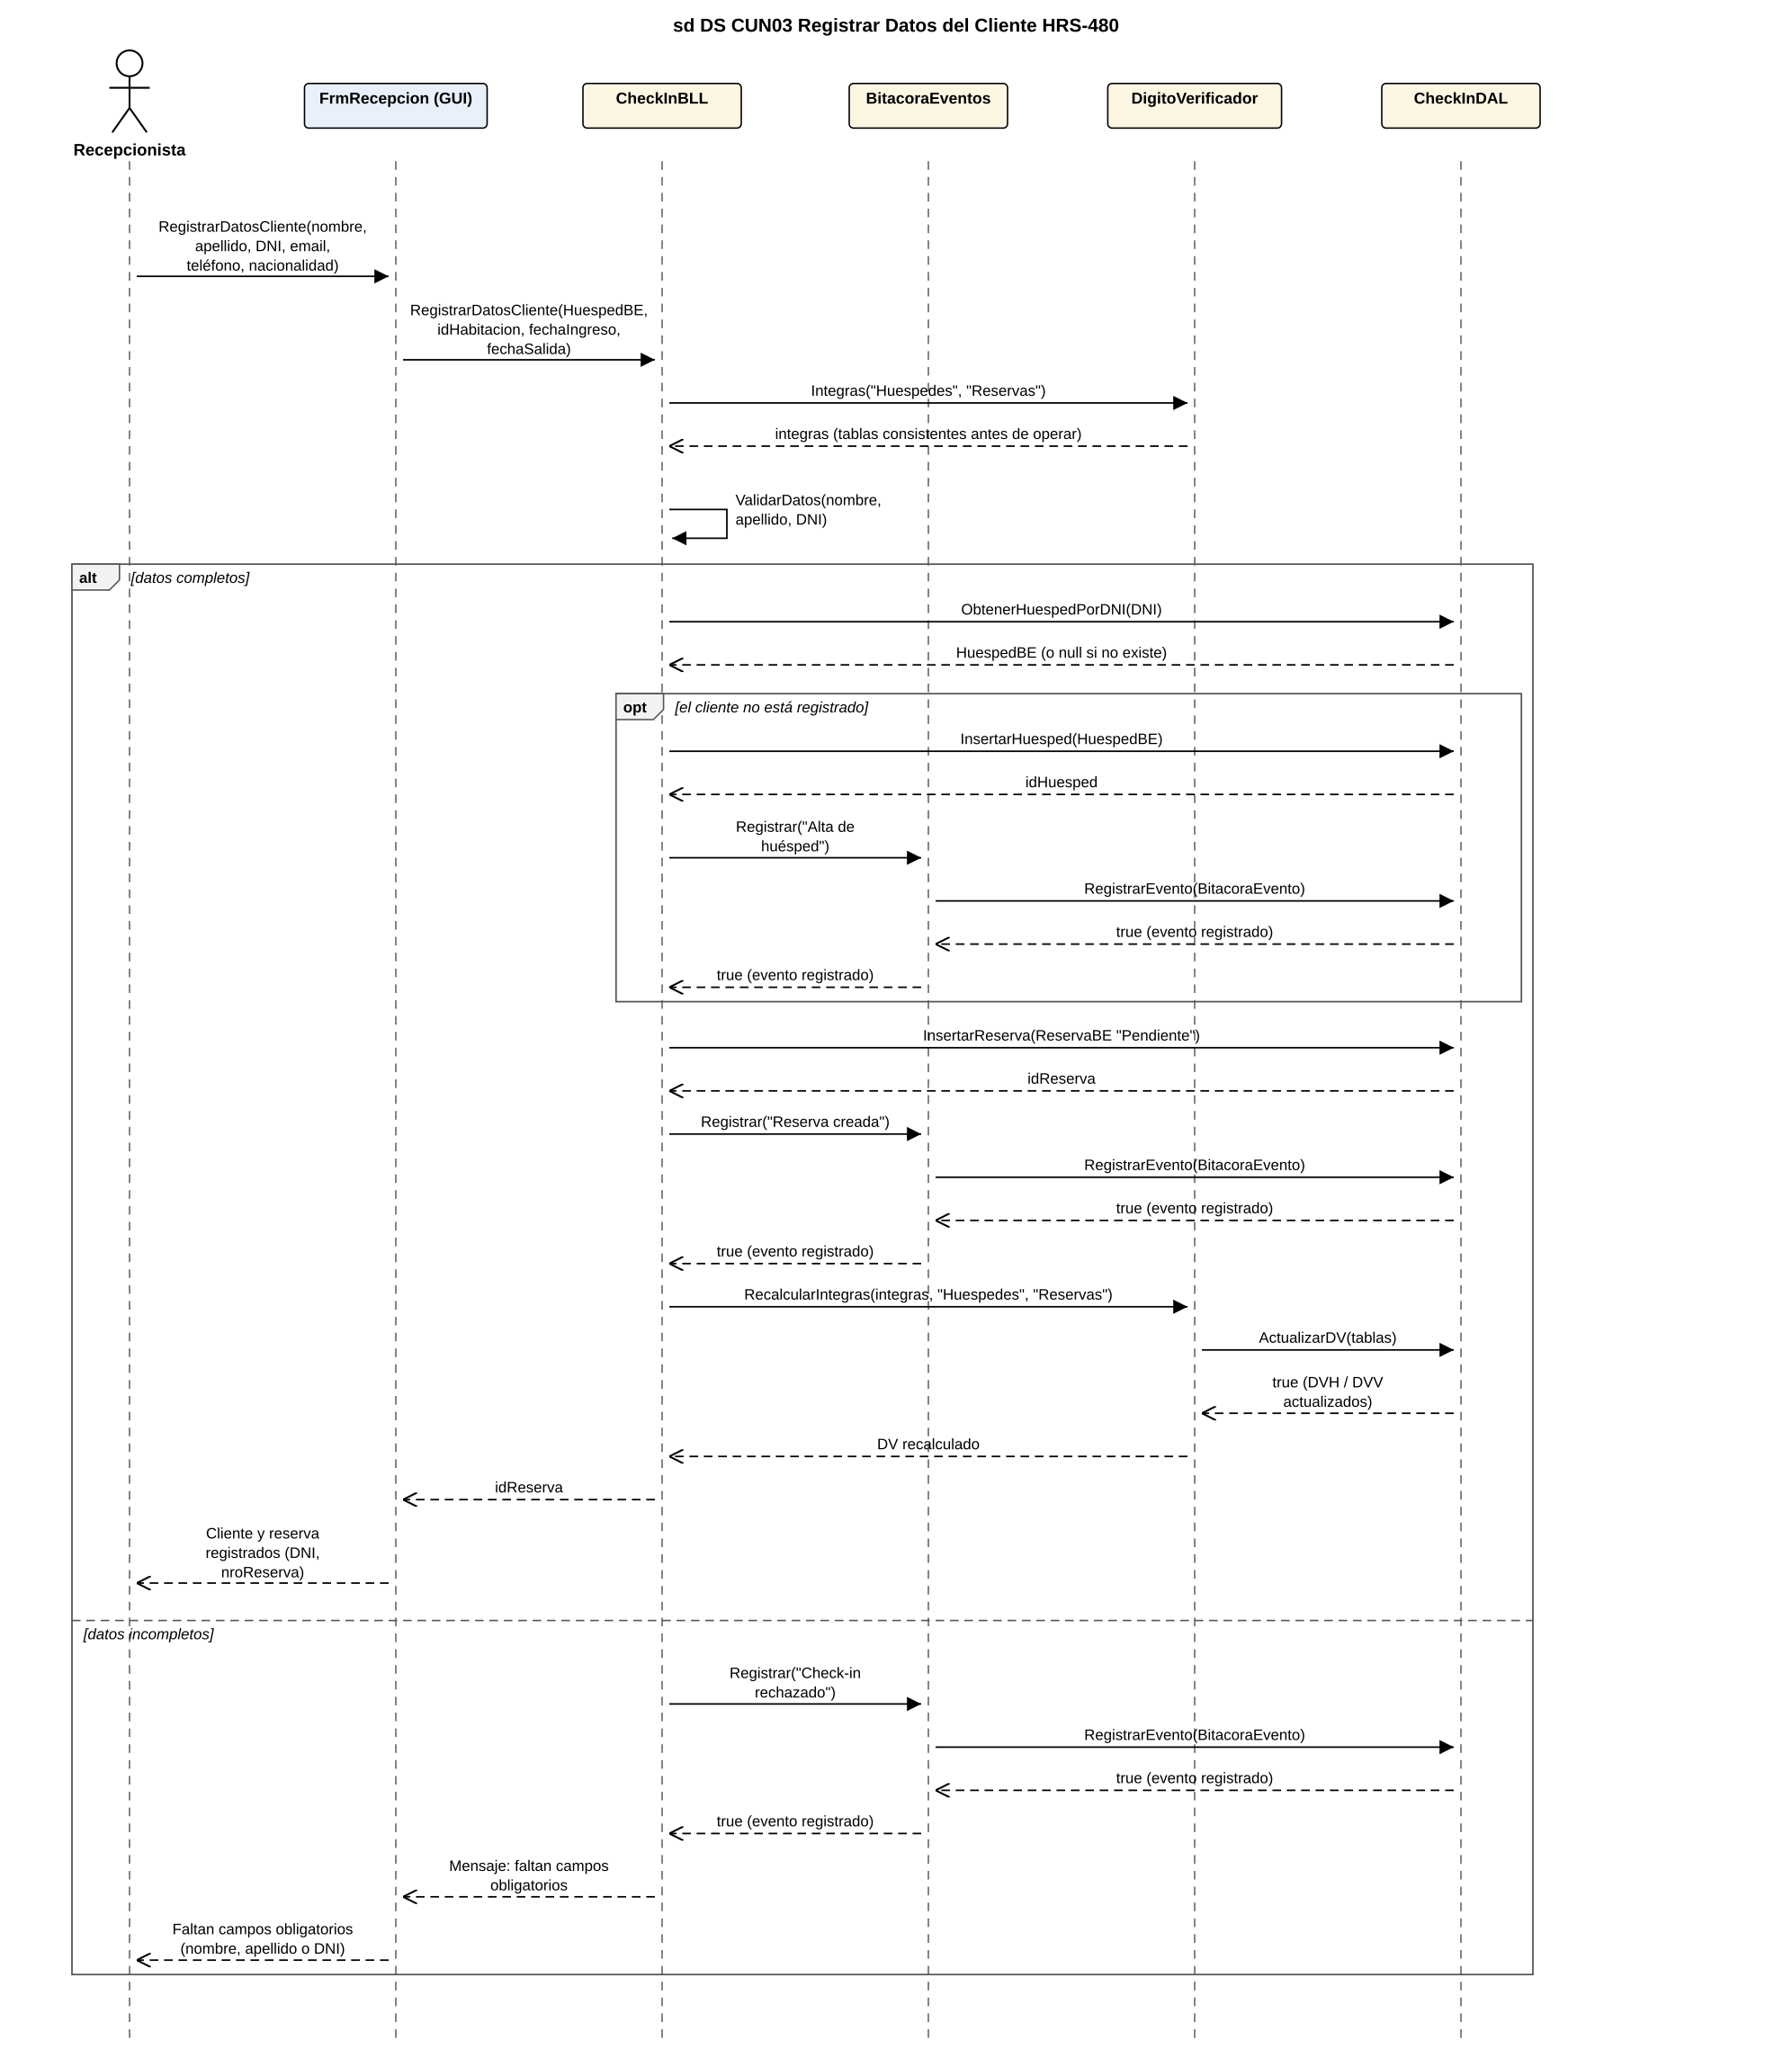 sd DS CUN03 Registrar Datos del Cliente HRS-480
FrmRecepcion (GUI)
CheckInBLL
BitacoraEventos
DigitoVerificador
CheckInDAL
Recepcionista
RegistrarDatosCliente(nombre,
apellido, DNI, email,
teléfono, nacionalidad)
RegistrarDatosCliente(HuespedBE,
idHabitacion, fechaIngreso,
fechaSalida)
Integras("Huespedes", "Reservas")
integras (tablas consistentes antes de operar)
ValidarDatos(nombre,
apellido, DNI)
alt
[datos completos]
ObtenerHuespedPorDNI(DNI)
HuespedBE (o null si no existe)
opt
[el cliente no está registrado]
InsertarHuesped(HuespedBE)
idHuesped
Registrar("Alta de
huésped")
RegistrarEvento(BitacoraEvento)
true (evento registrado)
true (evento registrado)
InsertarReserva(ReservaBE "Pendiente")
idReserva
Registrar("Reserva creada")
RegistrarEvento(BitacoraEvento)
true (evento registrado)
true (evento registrado)
RecalcularIntegras(integras, "Huespedes", "Reservas")
ActualizarDV(tablas)
true (DVH / DVV
actualizados)
DV recalculado
idReserva
Cliente y reserva
registrados (DNI,
nroReserva)
[datos incompletos]
Registrar("Check-in
rechazado")
RegistrarEvento(BitacoraEvento)
true (evento registrado)
true (evento registrado)
Mensaje: faltan campos
obligatorios
Faltan campos obligatorios
(nombre, apellido o DNI)